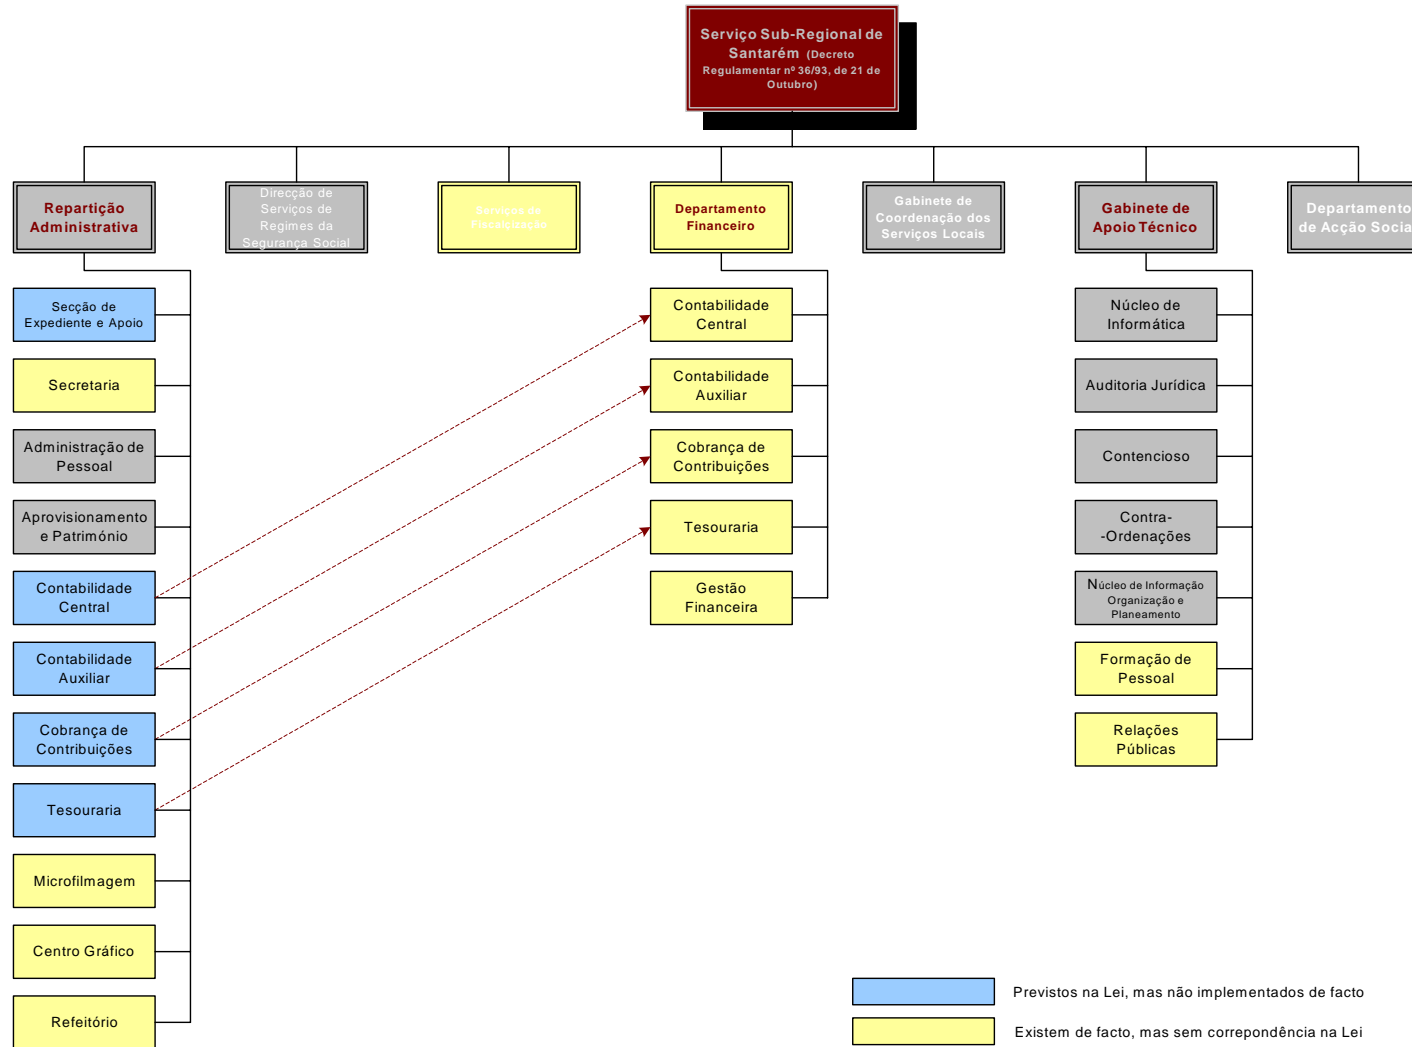 Serviço Sub-Regional de
Santarém (Decreto
Regulamentar nº 36/93, de 21 de
Outubro)
Repartição
Administrativa
Direcção de
Serviços de
Regimes da
Segurança Social
Serviços de
Fiscalização
Departamento
Financeiro
Gabinete de
Coordenação dos
Serviços Locais
Gabinete de
Apoio Técnico
Departamento
de Acção Social
Secção de
Expediente e Apoio
Secretaria
Administração de
Pessoal
Aprovisionamento
e Património
Contabilidade
Central
Contabilidade
Auxiliar
Cobrança de
Contribuições
Tesouraria
Microfilmagem
Centro Gráfico
Refeitório
Contabilidade
Central
Contabilidade
Auxiliar
Cobrança de
Contribuições
Tesouraria
Gestão
Financeira
Núcleo de
Informática
Auditoria Jurídica
Contencioso
Contra-
-Ordenações
Núcleo de Informação
Organização e
Planeamento
Formação de
Pessoal
Relações
Públicas
Previstos na Lei, mas não implementados de facto
Existem de facto, mas sem correpondência na Lei